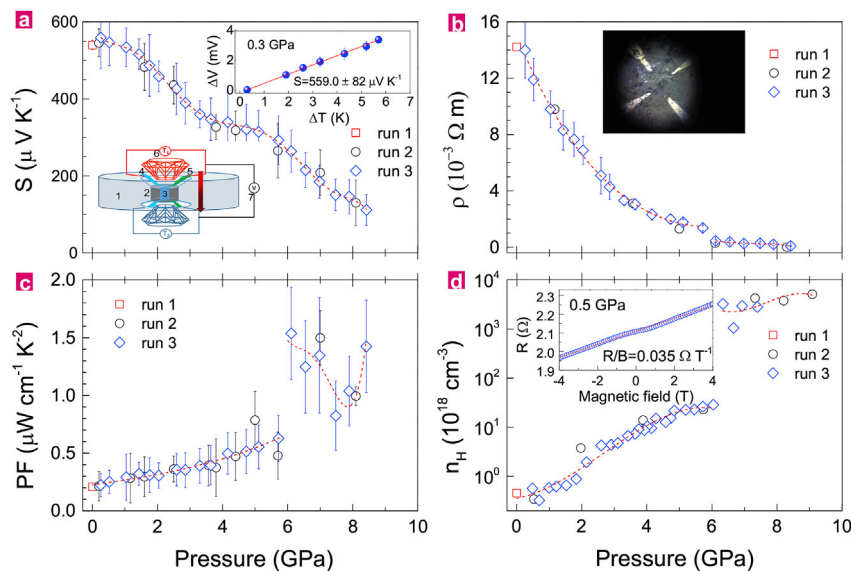 a
600
450
300
150
0
S (μ V K⁻¹)
ΔV (mV)
4
2
0
0.3 GPa
S=559.0 ± 82 μV K⁻¹
0 1 2 3 4 5 6 7
ΔT (K)
run 1
run 2
run 3
1
2
3
4
5
6
7
V
b
16
12
8
4
0
ρ (10⁻³ Ω m)
run 1
run 2
run 3
c
2.0
1.5
1.0
0.5
0.0
PF (μW cm⁻¹ K⁻²)
run 1
run 2
run 3
0 2 4 6 8 10
Pressure (GPa)
d
10⁴
10³
10²
10¹
10⁰
n_H (10¹⁸ cm⁻³)
R (Ω)
2.3
2.2
2.1
2.0
1.9
0.5 GPa
R/B=0.035 Ω T⁻¹
-4 -2 0 2 4
Magnetic field (T)
run 1
run 2
run 3
0 2 4 6 8 10
Pressure (GPa)